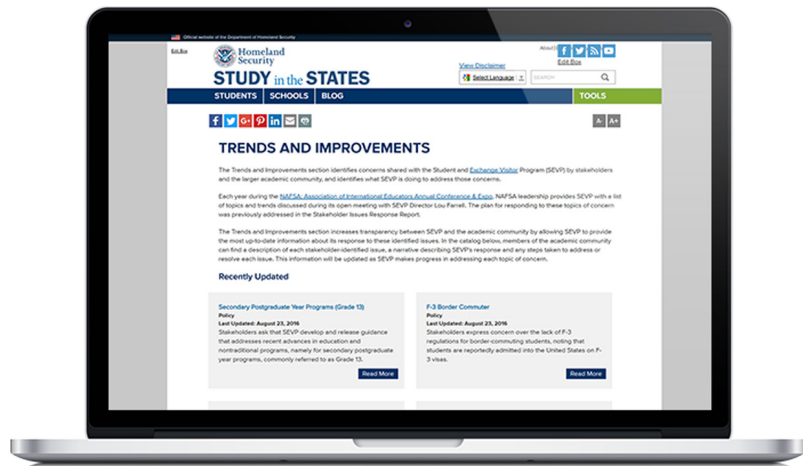 Official website of the Department of Homeland Security
Edit Box
Homeland
Security
STUDY in the STATES
View Disclaimer
Select Language
Edit Box
SEARCH
STUDENTS SCHOOLS BLOG TOOLS
A- A+
TRENDS AND IMPROVEMENTS
The Trends and Improvements section identifies concerns shared with the Student and Exchange Visitor Program (SEVP) by stakeholders
and the larger academic community, and identifies what SEVP is doing to address those concerns.
Each year during the NAFSA: Association of International Educators Annual Conference & Expo, NAFSA leadership provides SEVP with a list
of topics and trends discussed during its open meeting with SEVP Director Lou Farrell. The plan for responding to these topics of concern
was previously addressed in the Stakeholder Issues Response Report.
The Trends and Improvements section increases transparency between SEVP and the academic community by allowing SEVP to provide
the most up-to-date information about its response to these identified issues. In the catalog below, members of the academic community
can find a description of each stakeholder-identified issue, a narrative describing SEVP's response and any steps taken to address or
resolve each issue. This information will be updated as SEVP makes progress in addressing each topic of concern.
Recently Updated
Secondary Postgraduate Year Programs (Grade 13)
Policy
Last Updated: August 23, 2016
Stakeholders ask that SEVP develop and release guidance
that addresses recent advances in education and
nontraditional programs, namely for secondary postgraduate
year programs, commonly referred to as Grade 13.
Read More
F-3 Border Commuter
Policy
Last Updated: August 23, 2016
Stakeholders express concern over the lack of F-3
regulations for border-commuting students, noting that
students are reportedly admitted into the United States on F-
3 visas.
Read More